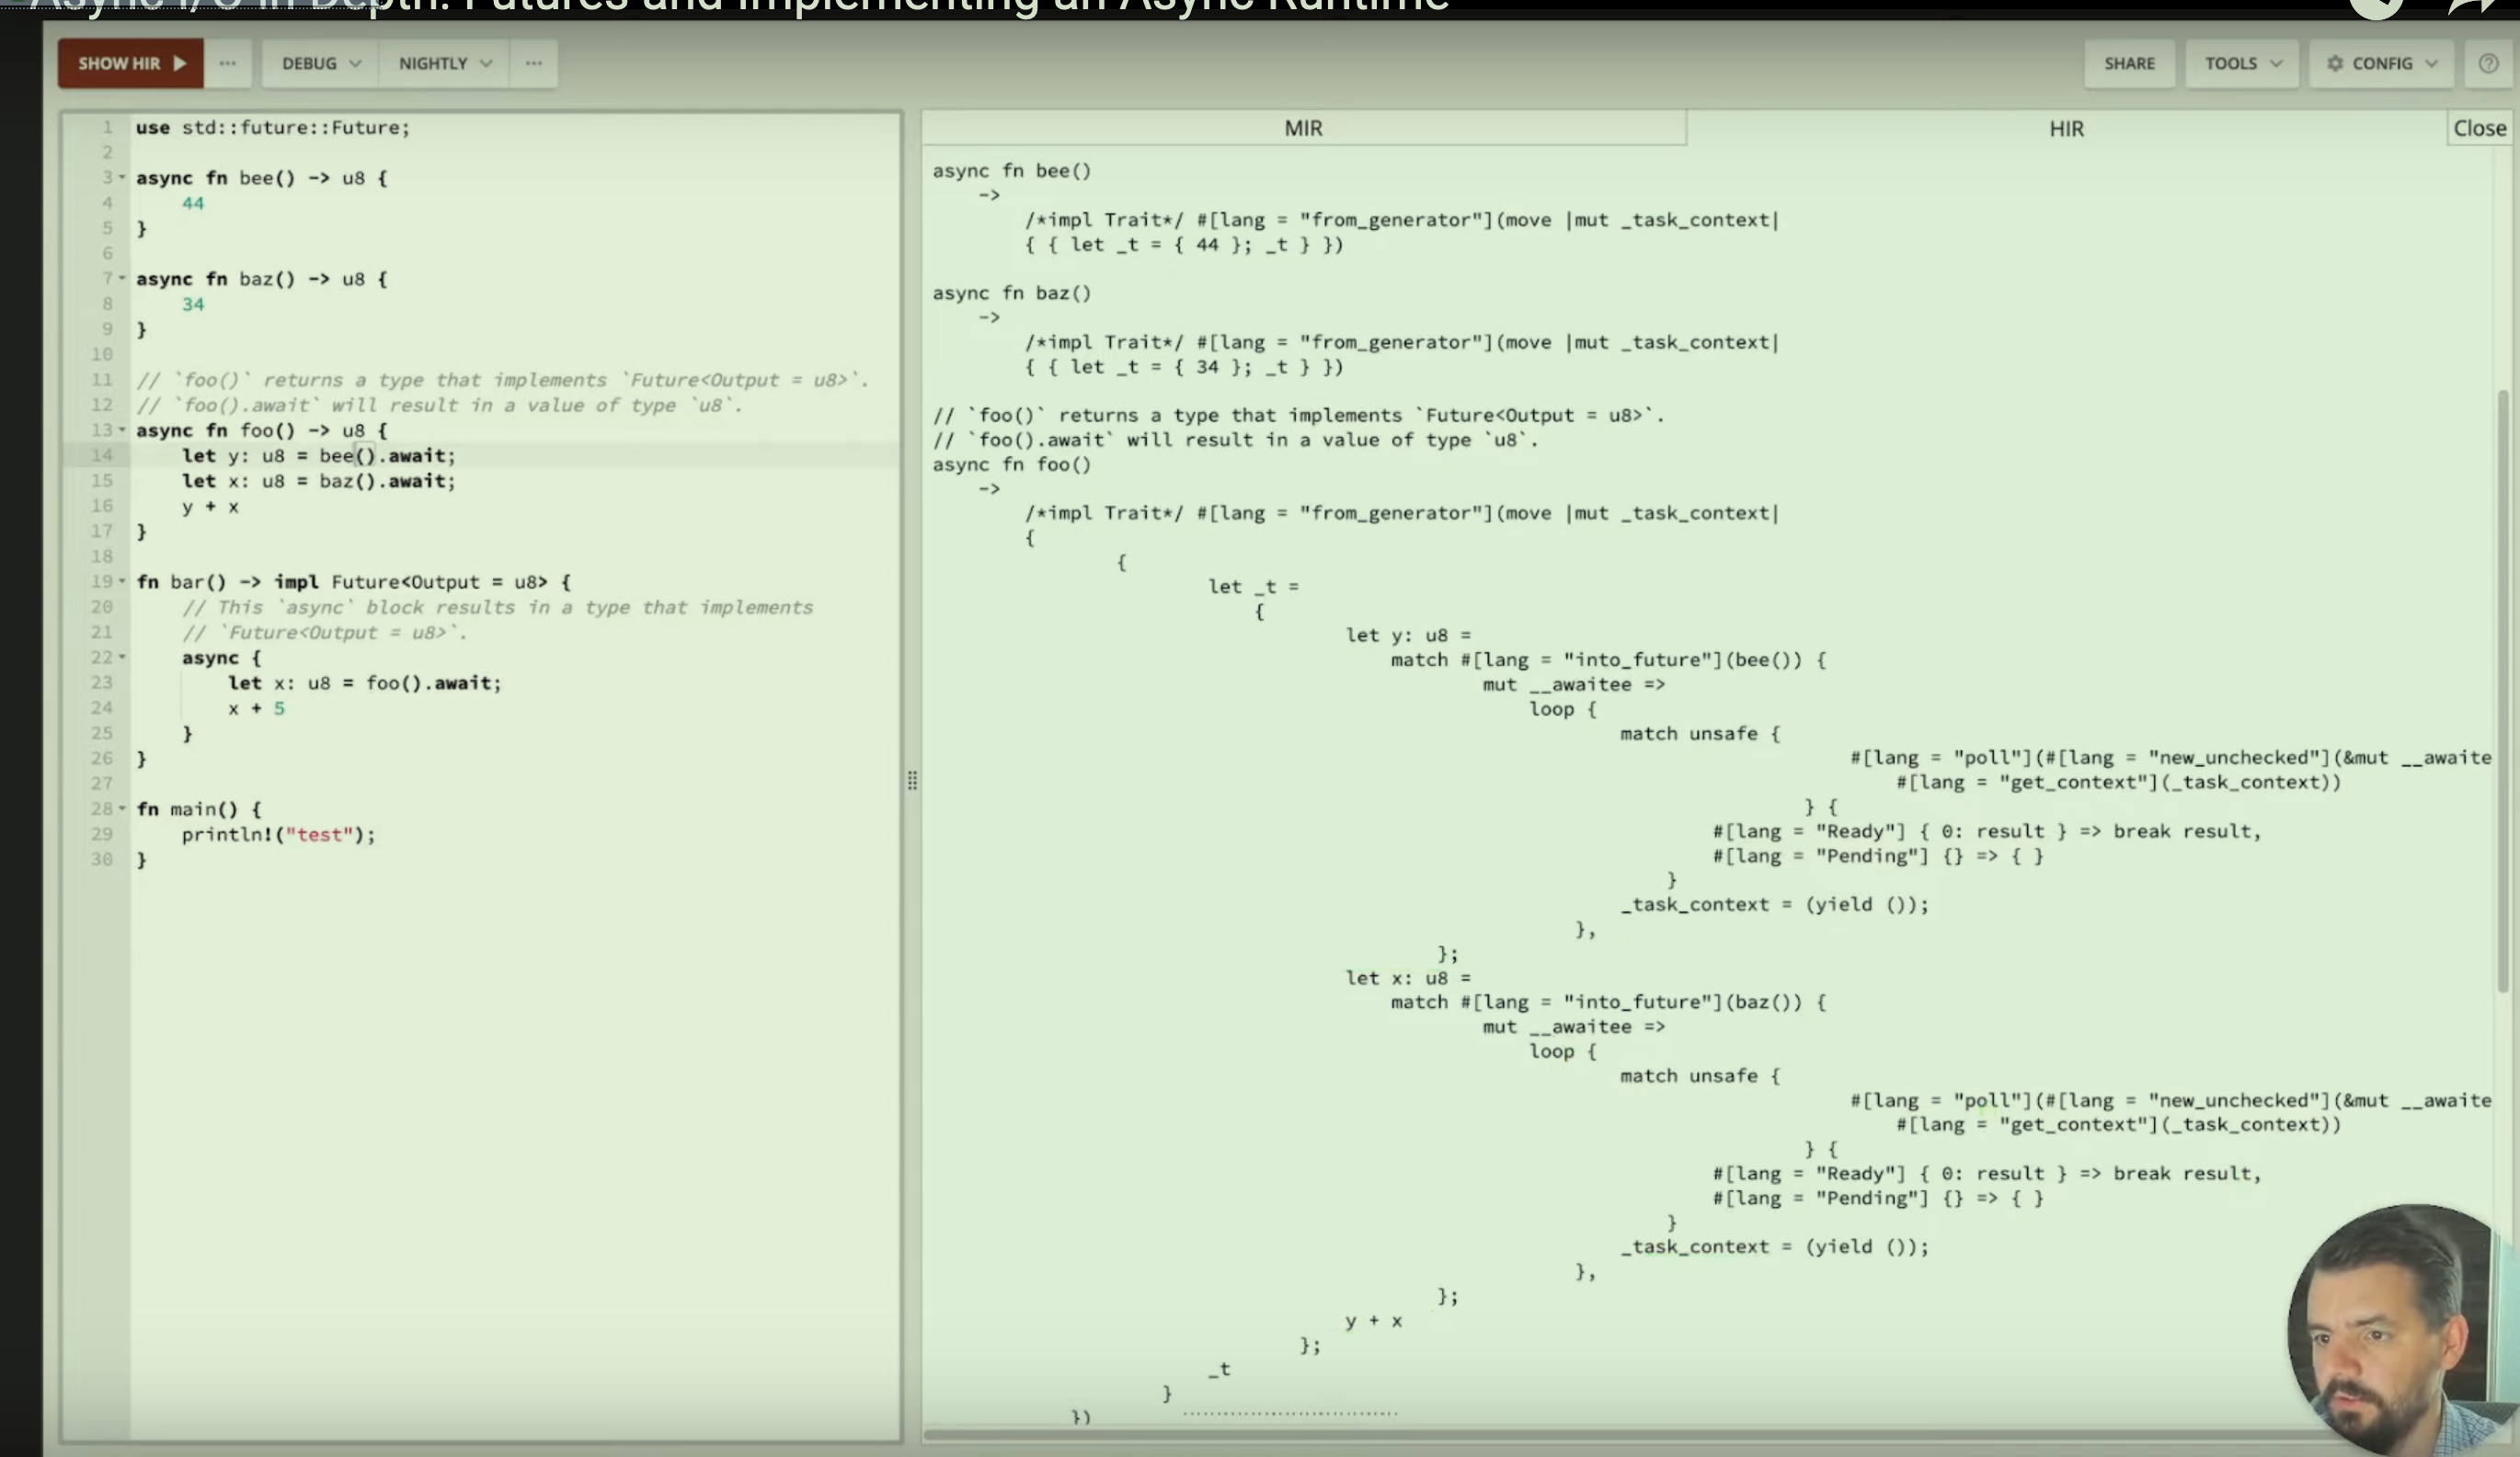 Async I/O in Depth: Futures and Implementing an Async Runtime
SHOW HIR ▶ ··· DEBUG NIGHTLY ··· SHARE TOOLS CONFIG
1 use std::future::Future;
2
3 async fn bee() -> u8 {
4     44
5 }
6
7 async fn baz() -> u8 {
8     34
9 }
10
11 // `foo()` returns a type that implements `Future<Output = u8>`.
12 // `foo().await` will result in a value of type `u8`.
13 async fn foo() -> u8 {
14     let y: u8 = bee().await;
15     let x: u8 = baz().await;
16     y + x
17 }
18
19 fn bar() -> impl Future<Output = u8> {
20     // This `async` block results in a type that implements
21     // `Future<Output = u8>`.
22     async {
23         let x: u8 = foo().await;
24         x + 5
25     }
26 }
27
28 fn main() {
29     println!("test");
30 }
MIR HIR Close
async fn bee()
    ->
        /*impl Trait*/ #[lang = "from_generator"](move |mut _task_context|
        { { let _t = { 44 }; _t } })
async fn baz()
    ->
        /*impl Trait*/ #[lang = "from_generator"](move |mut _task_context|
        { { let _t = { 34 }; _t } })
// `foo()` returns a type that implements `Future<Output = u8>`.
// `foo().await` will result in a value of type `u8`.
async fn foo()
    ->
        /*impl Trait*/ #[lang = "from_generator"](move |mut _task_context|
        {
                {
                        let _t =
                            {
                                    let y: u8 =
                                        match #[lang = "into_future"](bee()) {
                                                mut __awaitee =>
                                                    loop {
                                                            match unsafe {
                                                                                #[lang = "poll"](#[lang = "new_unchecked"](&mut __awaite
                                                                                    #[lang = "get_context"](_task_context))
                                                                            } {
                                                                    #[lang = "Ready"] { 0: result } => break result,
                                                                    #[lang = "Pending"] {} => { }
                                                                }
                                                            _task_context = (yield ());
                                                        },
                                            };
                                    let x: u8 =
                                        match #[lang = "into_future"](baz()) {
                                                mut __awaitee =>
                                                    loop {
                                                            match unsafe {
                                                                                #[lang = "poll"](#[lang = "new_unchecked"](&mut __awaite
                                                                                    #[lang = "get_context"](_task_context))
                                                                            } {
                                                                    #[lang = "Ready"] { 0: result } => break result,
                                                                    #[lang = "Pending"] {} => { }
                                                                }
                                                            _task_context = (yield ());
                                                        },
                                            };
                                    y + x
                                };
                        _t
                    }
            })